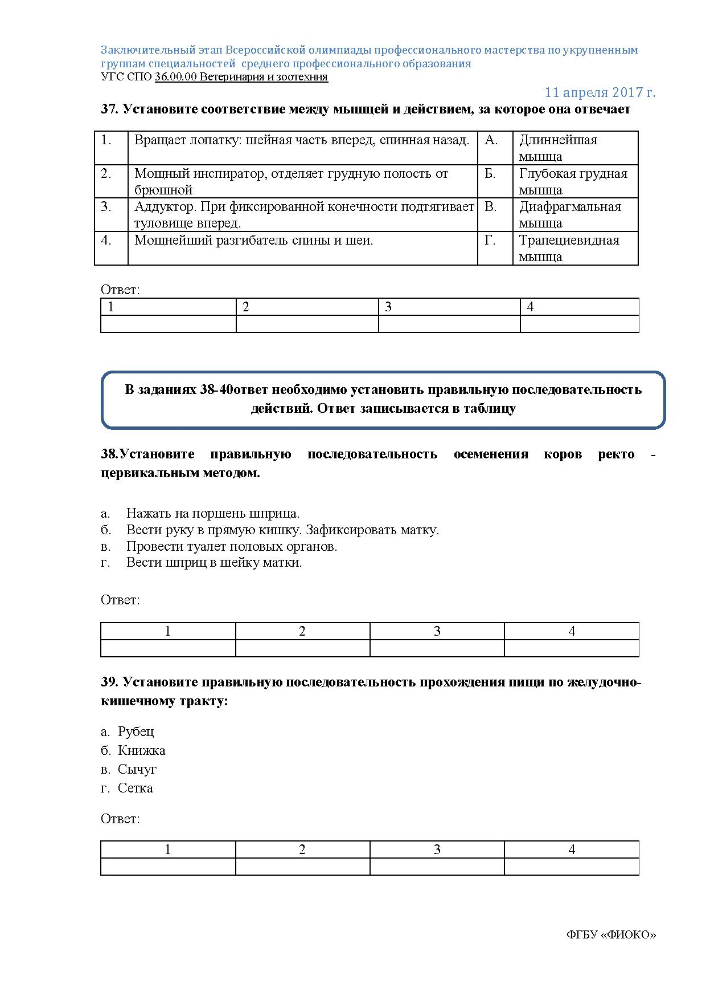 Заключительный этап Всероссийской олимпиады профессионального мастерства по укрупненным
группам специальностей  среднего профессионального образования
УГС СПО 36.00.00 Ветеринария и зоотехния
11 апреля 2017 г.
37. Установите соответствие между мышцей и действием, за которое она отвечает
1. Вращает лопатку: шейная часть вперед, спинная назад. А. Длиннейшая
мышца
2. Мощный инспиратор, отделяет грудную полость от Б. Глубокая грудная
брюшной мышца
3. Аддуктор. При фиксированной конечности подтягивает В. Диафрагмальная
туловище вперед. мышца
4. Мощнейший разгибатель спины и шеи. Г. Трапециевидная
мышца
Ответ:
1 2 3 4
В заданиях 38-40ответ необходимо установить правильную последовательность
действий. Ответ записывается в таблицу
38.Установите правильную последовательность осеменения коров ректо -
цервикальным методом.
а. Нажать на поршень шприца.
б. Вести руку в прямую кишку. Зафиксировать матку.
в. Провести туалет половых органов.
г. Вести шприц в шейку матки.
Ответ:
1 2 3 4
39. Установите правильную последовательность прохождения пищи по желудочно-
кишечному тракту:
а. Рубец
б. Книжка
в. Сычуг
г. Сетка
Ответ:
1 2 3 4
ФГБУ «ФИОКО»